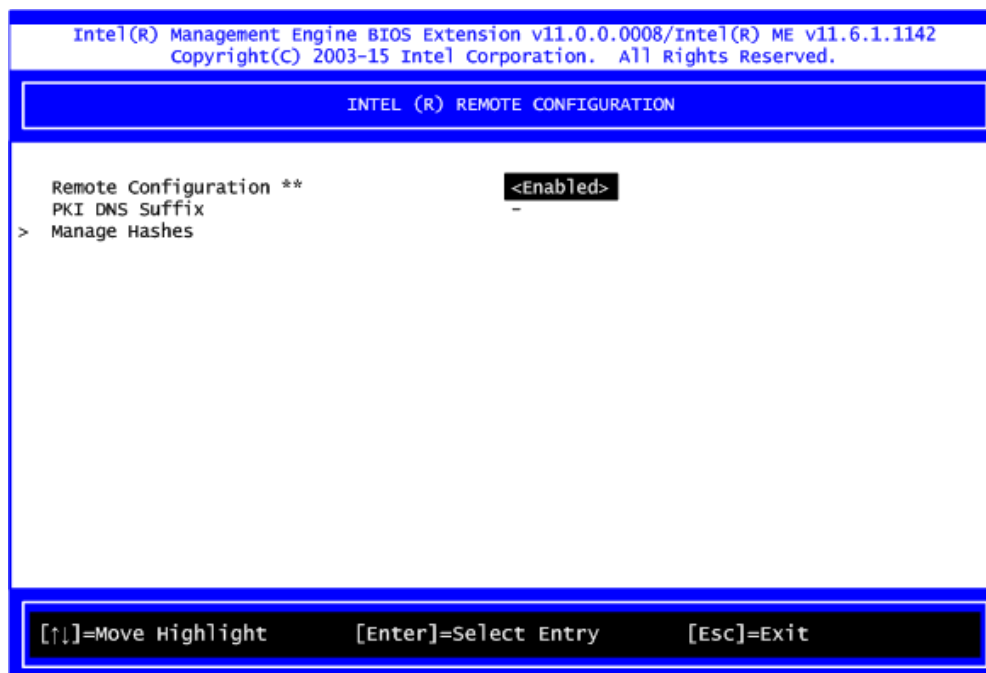 Intel(R) Management Engine BIOS Extension v11.0.0.0008/Intel(R) ME v11.6.1.1142
Copyright(C) 2003-15 Intel Corporation. All Rights Reserved.
INTEL (R) REMOTE CONFIGURATION
Remote Configuration ** <Enabled>
PKI DNS Suffix -
> Manage Hashes
[↑↓]=Move Highlight [Enter]=Select Entry [Esc]=Exit